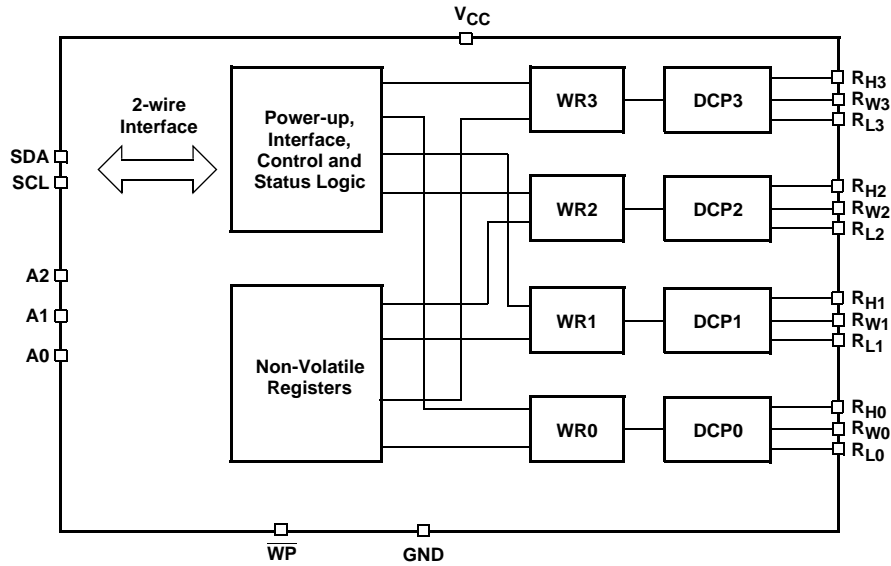 VCC
2-wire
Interface
SDA
SCL
A2
A1
A0
Power-up,
Interface,
Control and
Status Logic
Non-Volatile
Registers
WR3
DCP3
RH3
RW3
RL3
WR2
DCP2
RH2
RW2
RL2
WR1
DCP1
RH1
RW1
RL1
WR0
DCP0
RH0
RW0
RL0
WP
GND